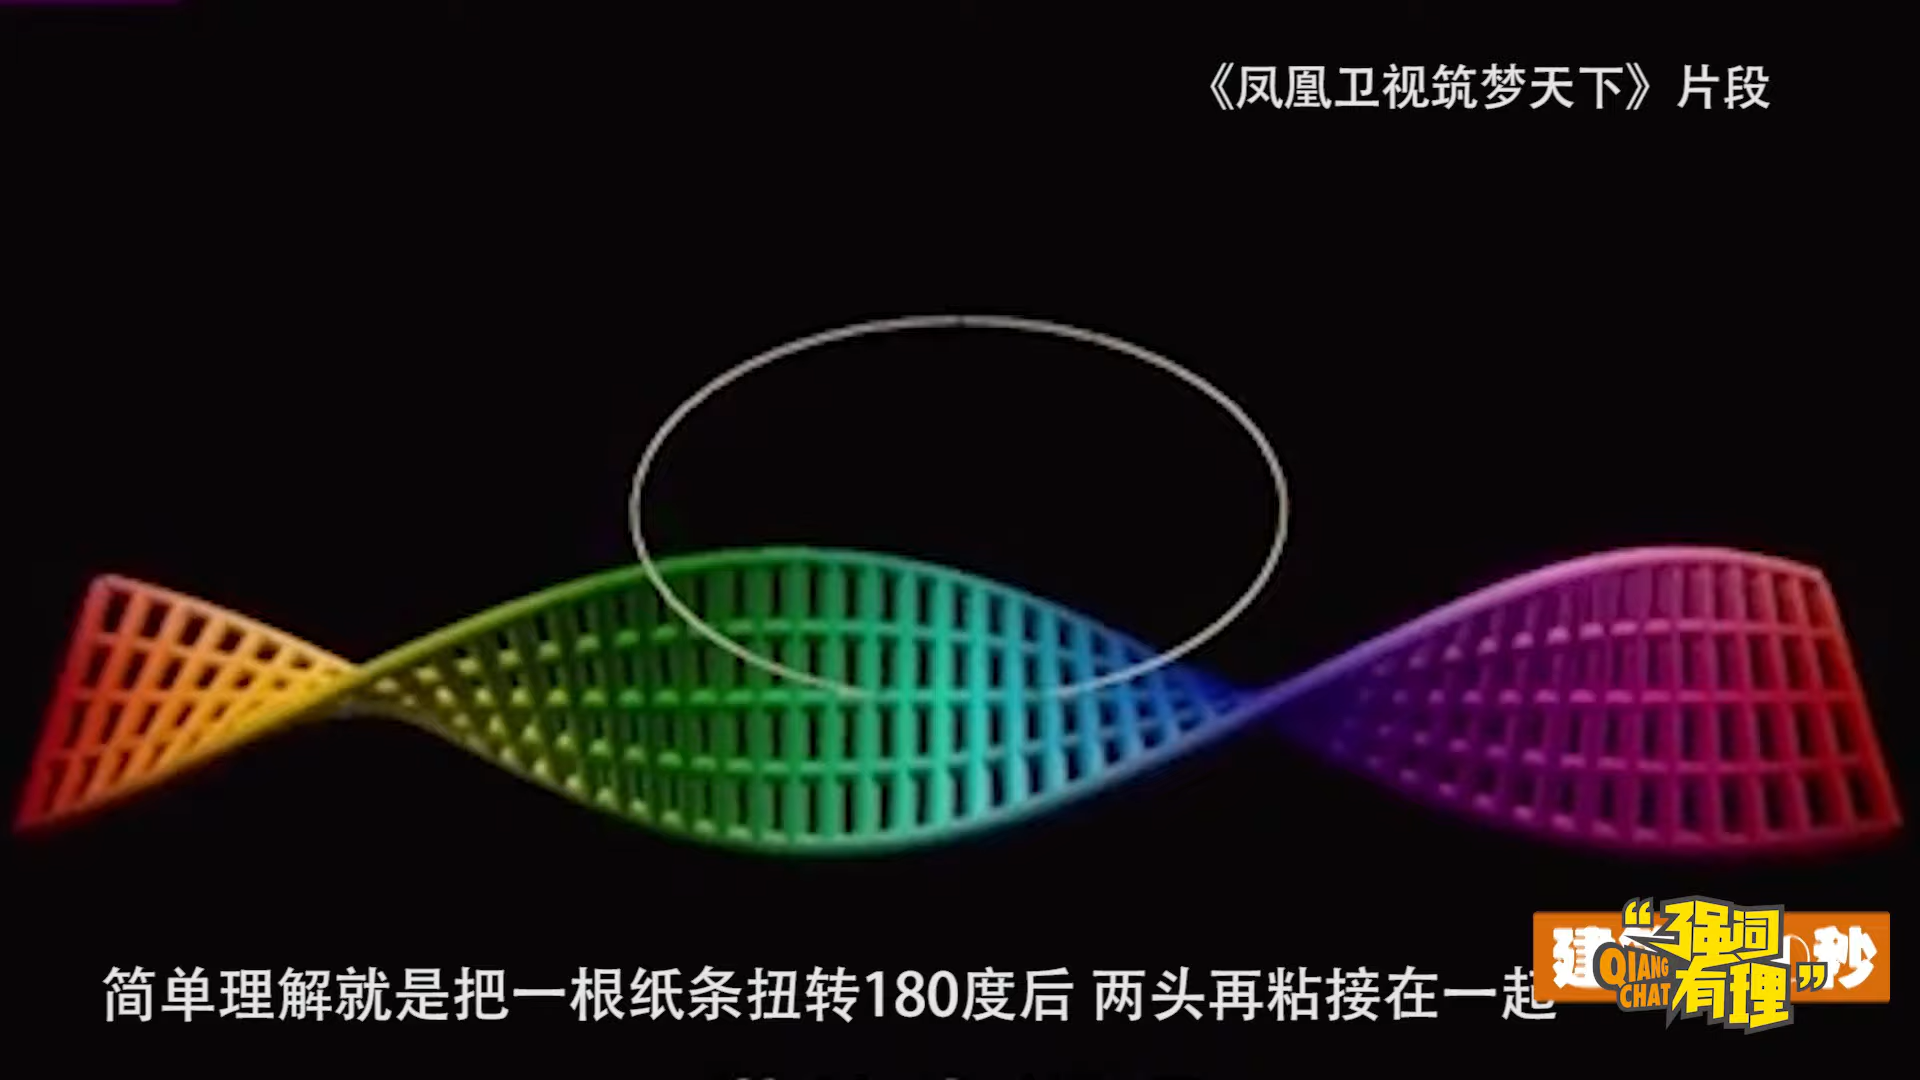 《凤凰卫视筑梦天下》片段
简单理解就是把一根纸条扭转180度后 两头再粘接在一起
建
秒
“强词
QIANG
CHAT
有理”